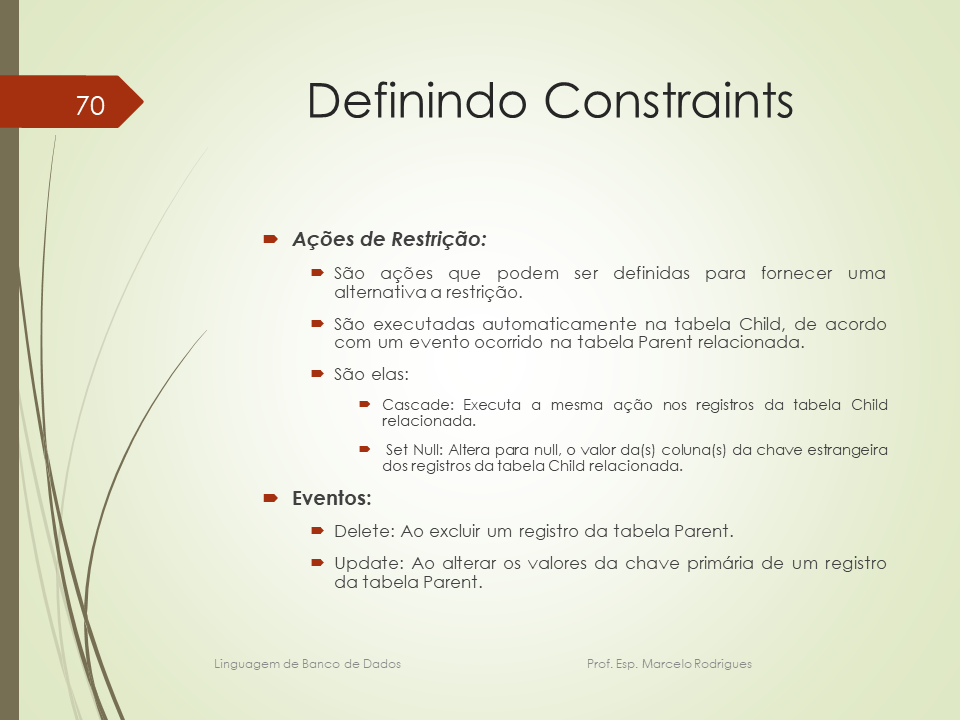 70
Definindo Constraints
Ações de Restrição:
São ações que podem ser definidas para fornecer uma
alternativa a restrição.
São executadas automaticamente na tabela Child, de acordo
com um evento ocorrido na tabela Parent relacionada.
São elas:
Cascade: Executa a mesma ação nos registros da tabela Child
relacionada.
Set Null: Altera para null, o valor da(s) coluna(s) da chave estrangeira
dos registros da tabela Child relacionada.
Eventos:
Delete: Ao excluir um registro da tabela Parent.
Update: Ao alterar os valores da chave primária de um registro
da tabela Parent.
Linguagem de Banco de Dados Prof. Esp. Marcelo Rodrigues